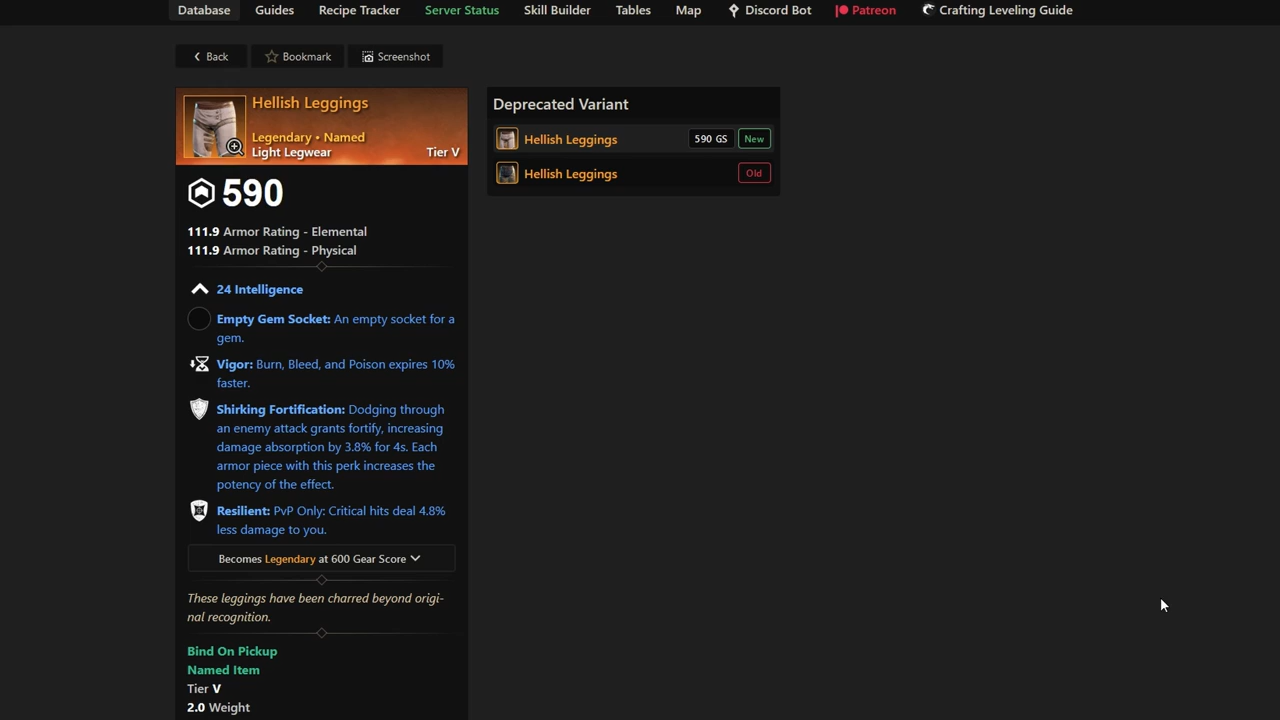 Database Guides Recipe Tracker Server Status Skill Builder Tables Map Discord Bot Patreon Crafting Leveling Guide
Back Bookmark Screenshot
Hellish Leggings
Legendary • Named
Light Legwear Tier V
590
111.9 Armor Rating - Elemental
111.9 Armor Rating - Physical
24 Intelligence
Empty Gem Socket: An empty socket for a
gem.
Vigor: Burn, Bleed, and Poison expires 10%
faster.
Shirking Fortification: Dodging through
an enemy attack grants fortify, increasing
damage absorption by 3.8% for 4s. Each
armor piece with this perk increases the
potency of the effect.
Resilient: PvP Only: Critical hits deal 4.8%
less damage to you.
Becomes Legendary at 600 Gear Score
These leggings have been charred beyond origi-
nal recognition.
Bind On Pickup
Named Item
Tier V
2.0 Weight
Deprecated Variant
Hellish Leggings 590 GS New
Hellish Leggings Old